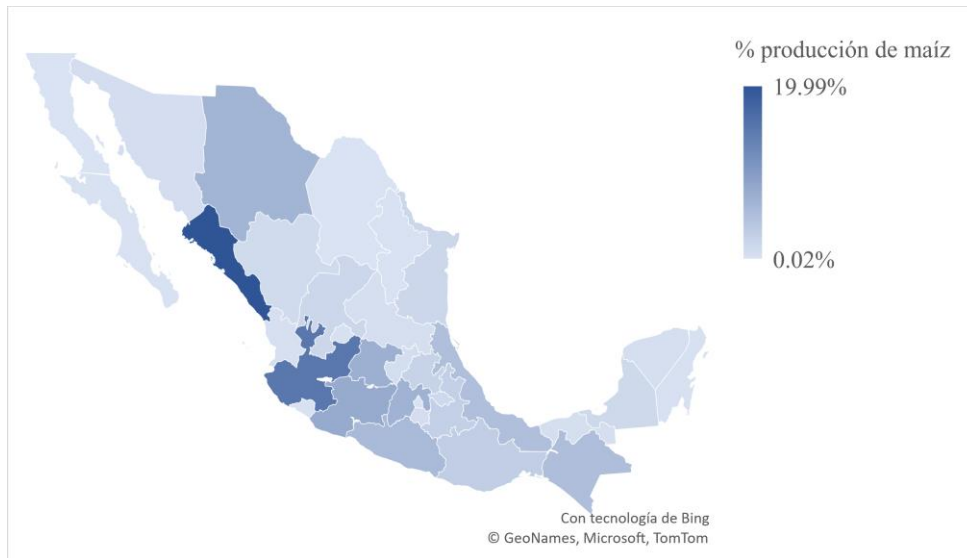 % producción de maíz
19.99%
0.02%
Con tecnología de Bing
© GeoNames, Microsoft, TomTom